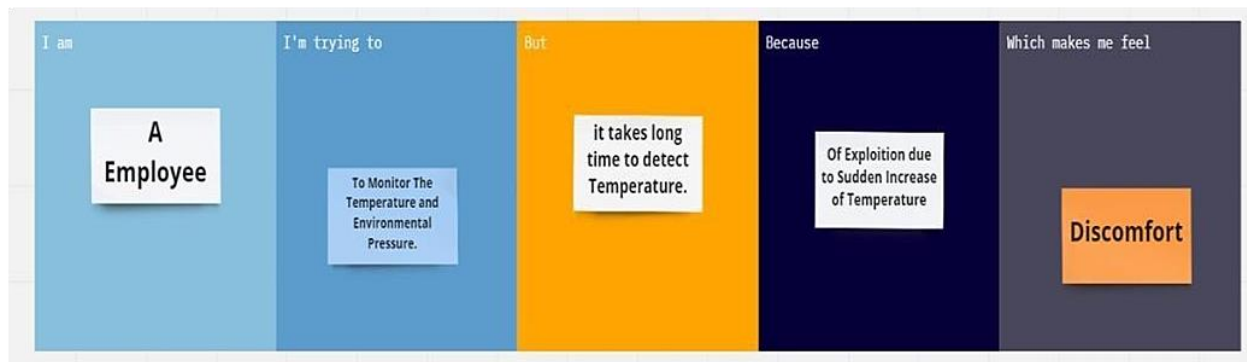 I am
A
Employee
I'm trying to
To Monitor The
Temperature and
Environmental
Pressure.
But
it takes long
time to detect
Temperature.
Because
Of Exploition due
to Sudden Increase
of Temperature
Which makes me feel
Discomfort